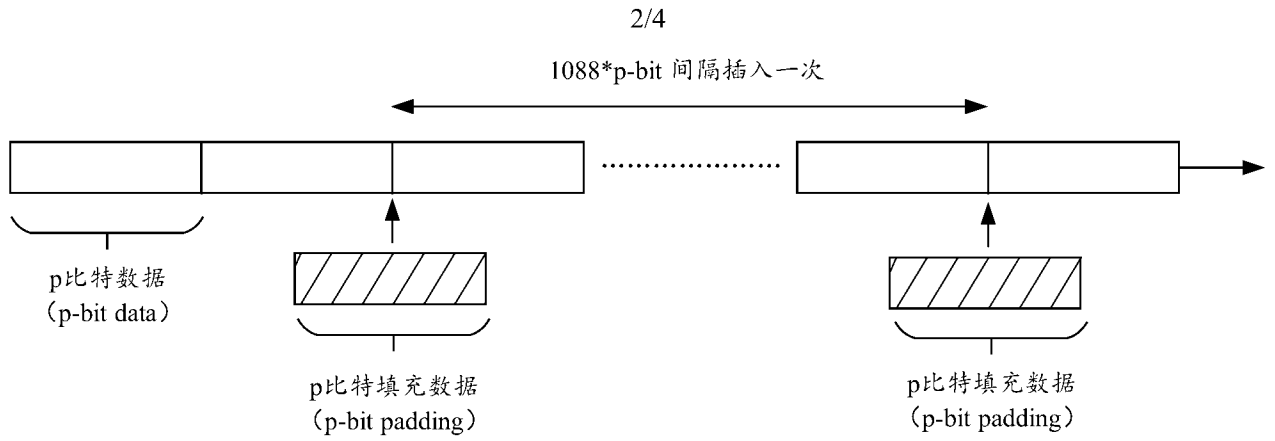 2/4
1088*p-bit 间隔插入一次
p比特数据
（p-bit data）
p比特填充数据
（p-bit padding）
p比特填充数据
（p-bit padding）